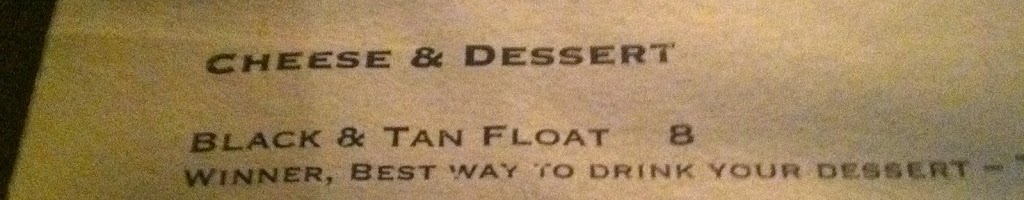 CHEESE & DESSERT
BLACK & TAN FLOAT 8
WINNER, BEST WAY TO DRINK YOUR DESSERT –